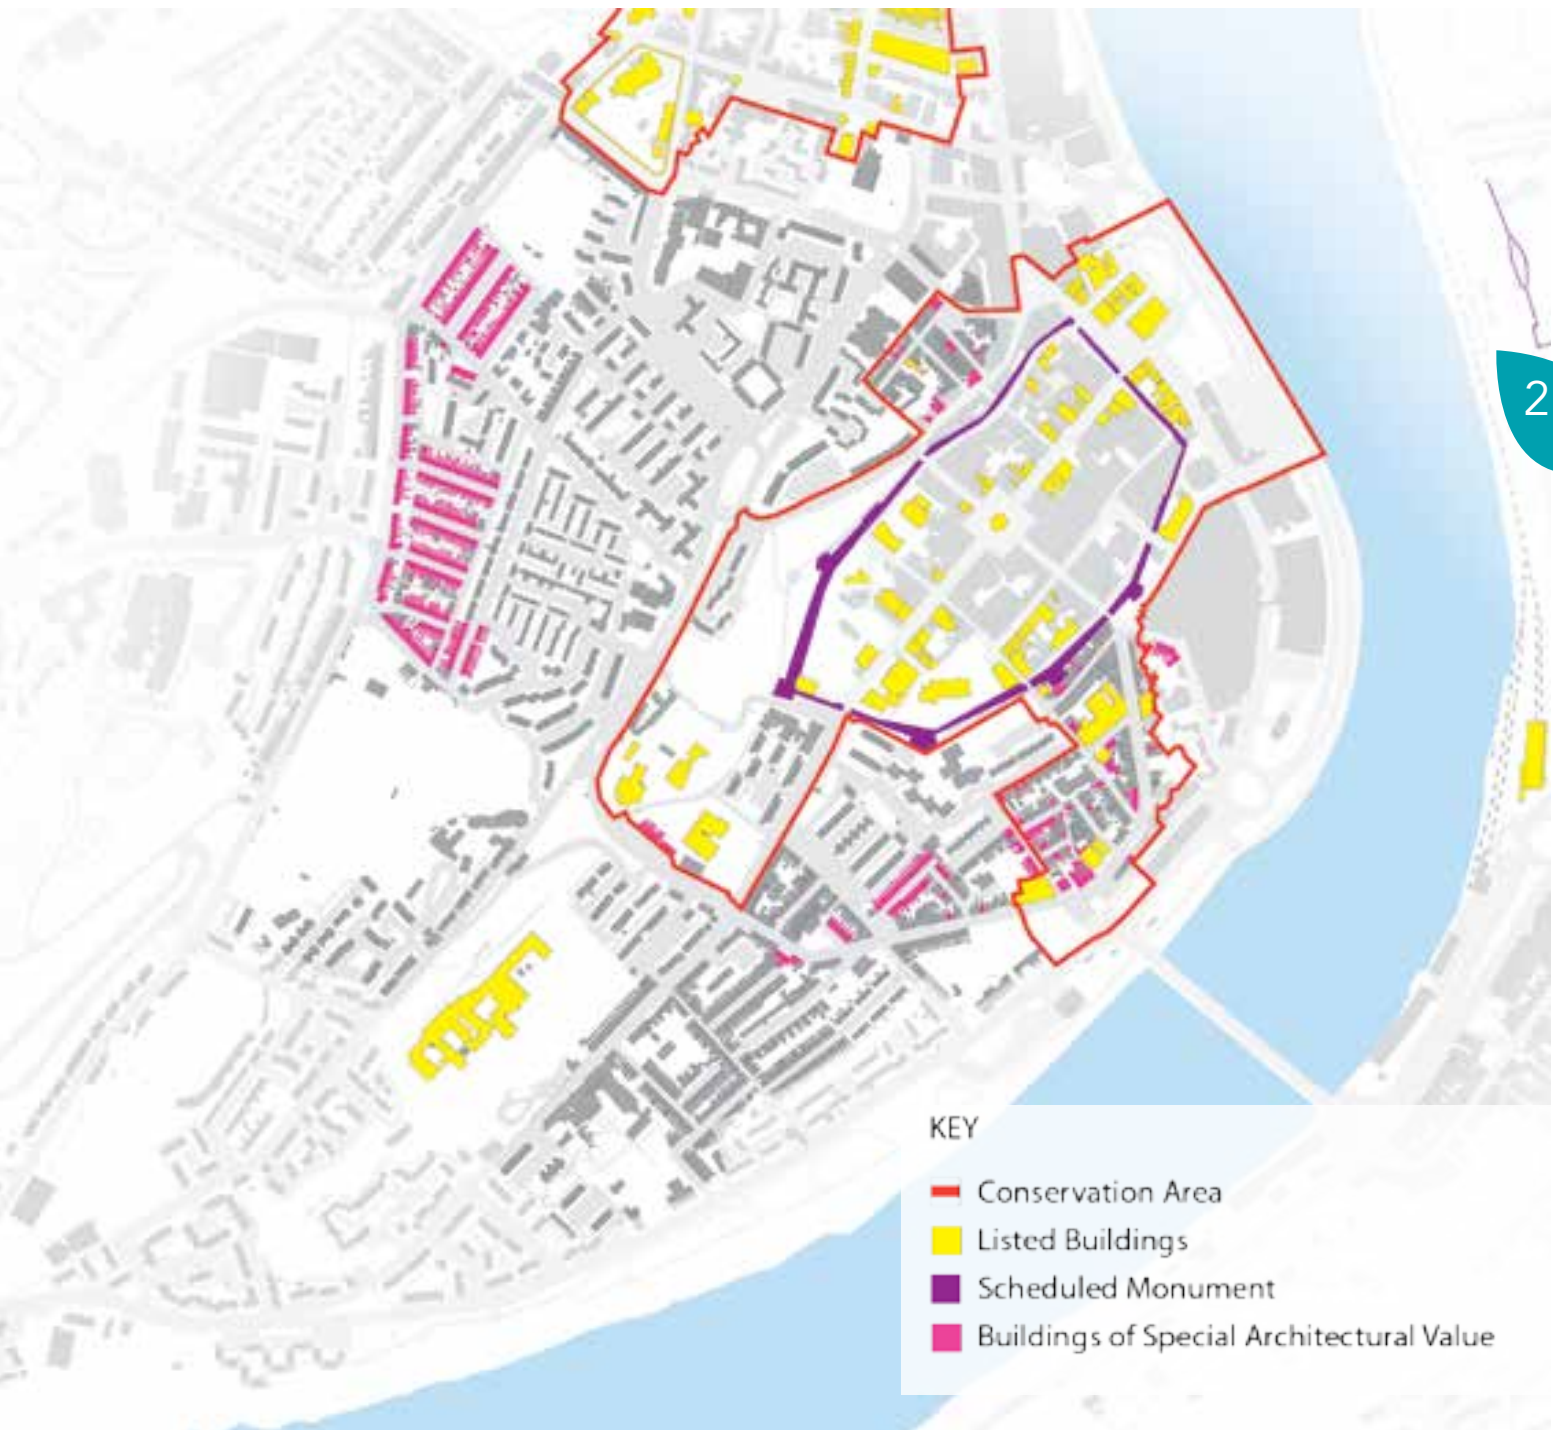 2
KEY
Conservation Area
Listed Buildings
Scheduled Monument
Buildings of Special Architectural Value